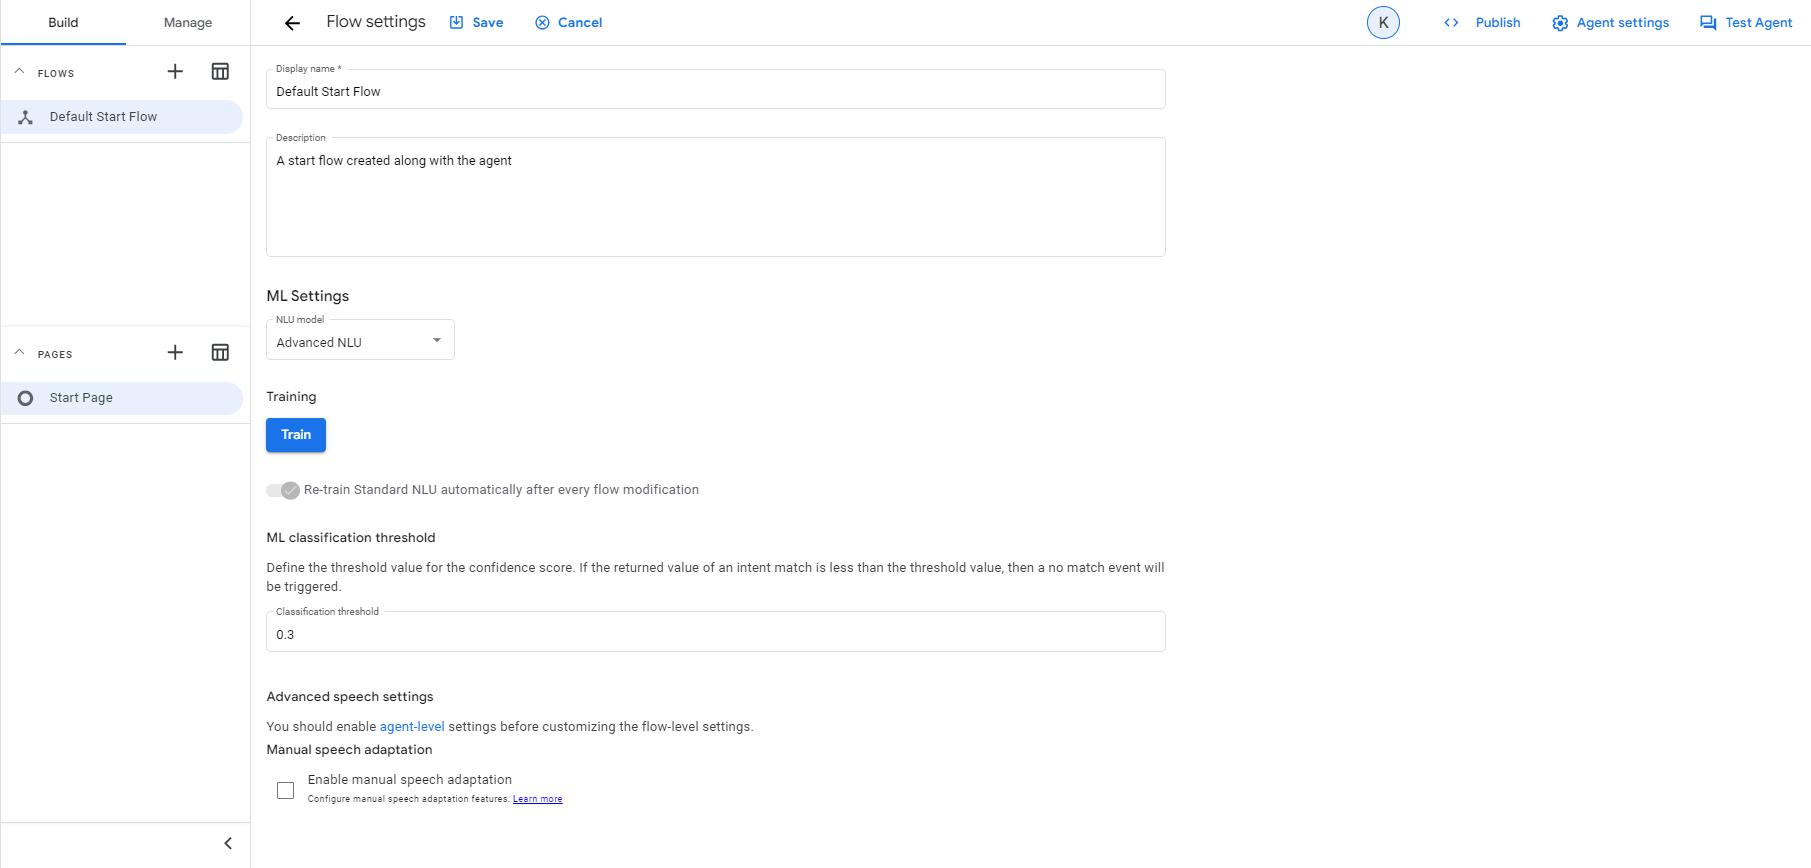 Build
Manage
Flow settings
Save
Cancel
K
Publish
Agent settings
Test Agent
FLOWS
Default Start Flow
PAGES
Start Page
Display name *
Default Start Flow
Description
A start flow created along with the agent
ML Settings
NLU model
Advanced NLU
Training
Train
Re-train Standard NLU automatically after every flow modification
ML classification threshold
Define the threshold value for the confidence score. If the returned value of an intent match is less than the threshold value, then a no match event will
be triggered.
Classification threshold
0.3
Advanced speech settings
You should enable agent-level settings before customizing the flow-level settings.
Manual speech adaptation
Enable manual speech adaptation
Configure manual speech adaptation features. Learn more